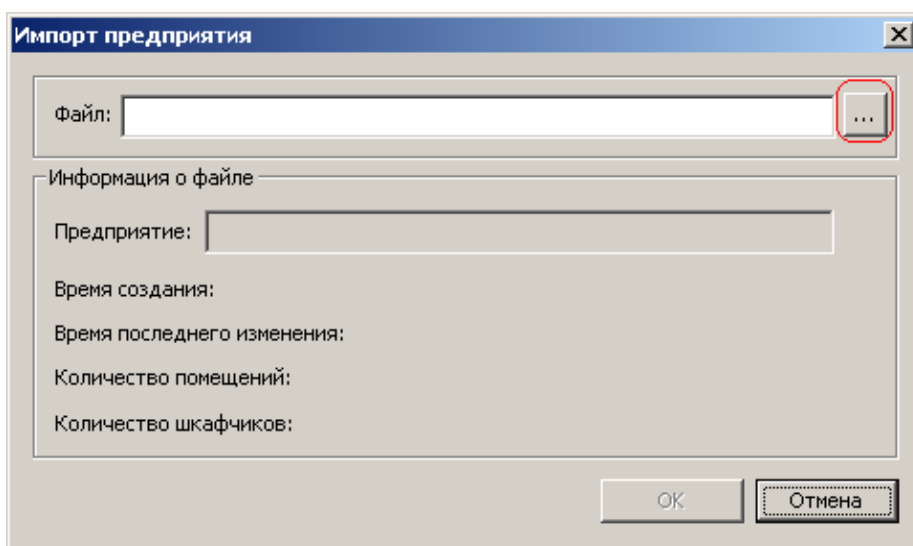 Импорт предприятия
Файл:
...
Информация о файле
Предприятие:
Время создания:
Время последнего изменения:
Количество помещений:
Количество шкафчиков:
OK
Отмена